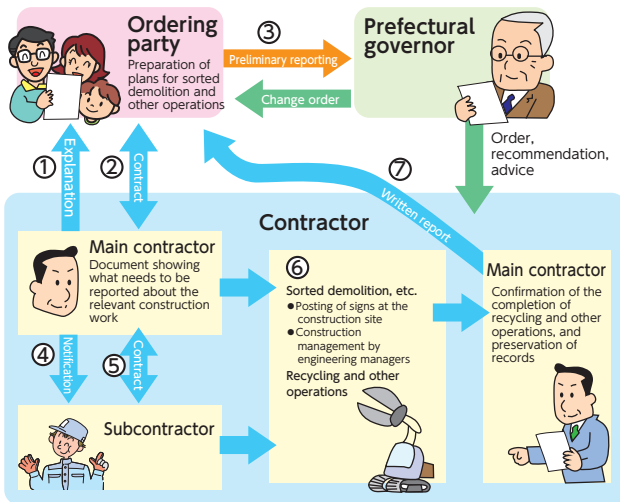 Ordering
party
Preparation of
plans for sorted
demolition and
other operations
③
Preliminary reporting
Change order
Prefectural
governor
Order,
recommendation,
advice
①
Explanation
②
Contract
⑦
Written report
Contractor
Main contractor
Document showing
what needs to be
reported about the
relevant construction
work
④
Notification
⑤
Contract
Subcontractor
⑥
Sorted demolition, etc.
●Posting of signs at the
construction site
●Construction
management by
engineering managers
Recycling and other
operations
Main contractor
Confirmation of the
completion of
recycling and other
operations, and
preservation of
records